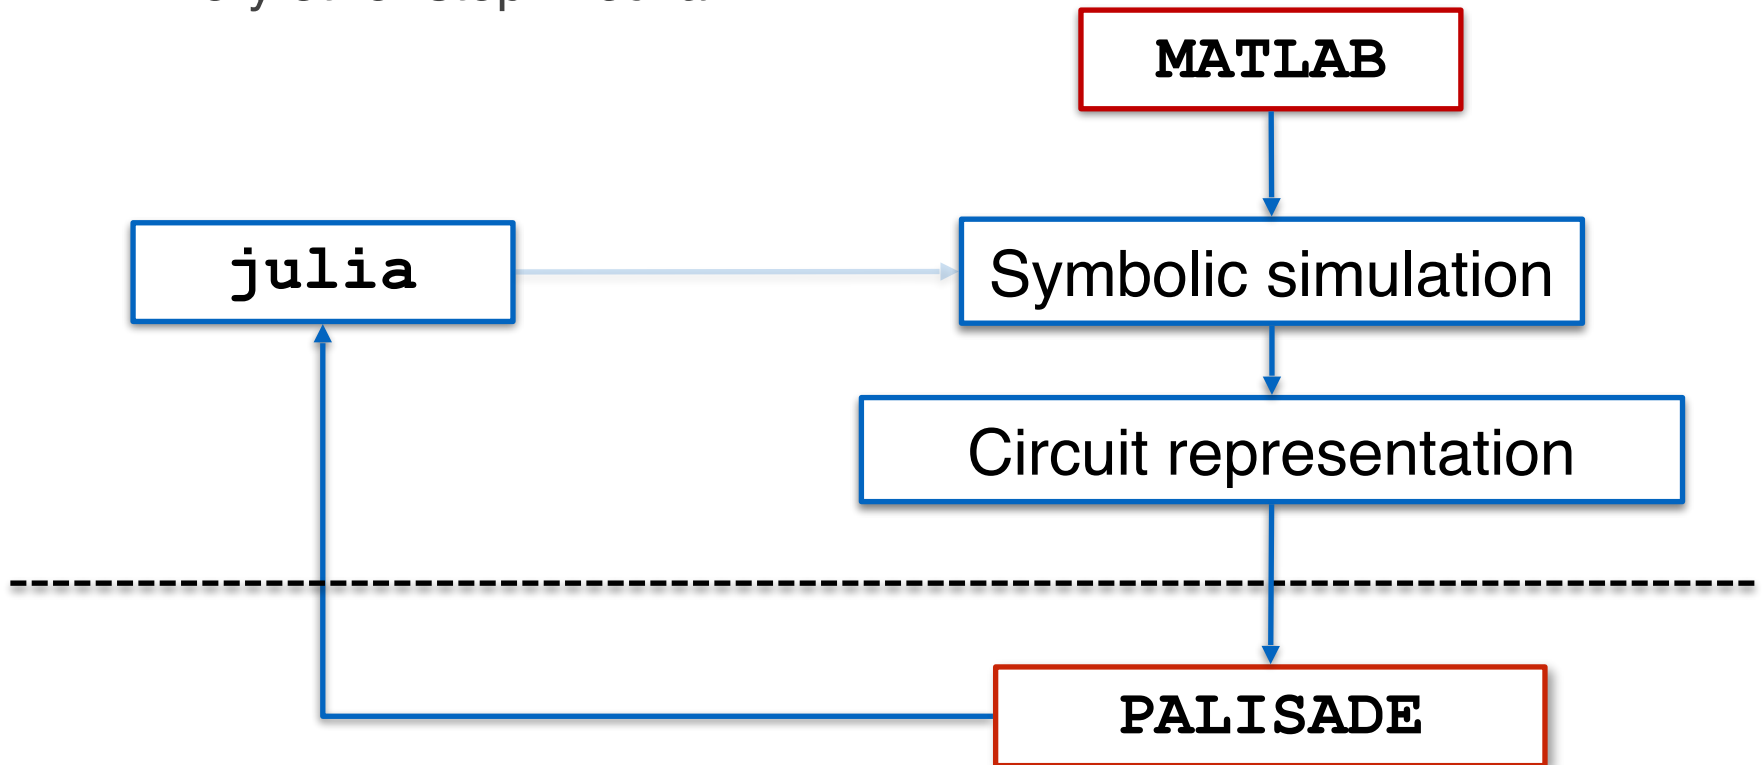 MATLAB
julia
Symbolic simulation
Circuit representation
PALISADE